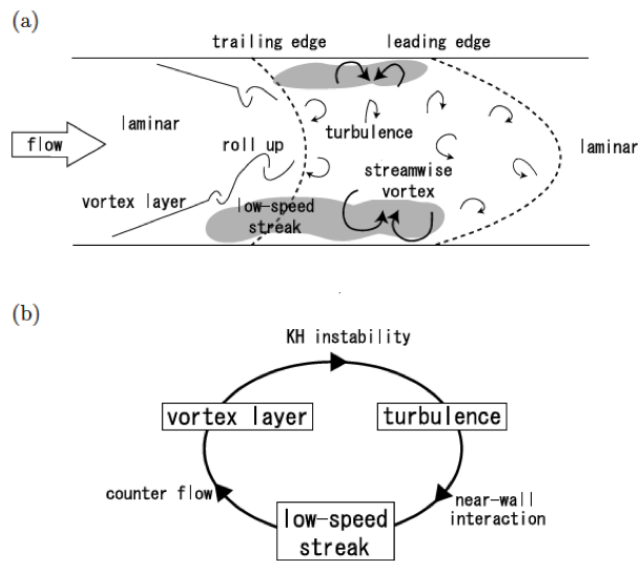 (a)
trailing edge
leading edge
laminar
flow
turbulence
roll up
laminar
streamwise
vortex
vortex layer
low-speed
streak
(b)
KH instability
vortex layer
turbulence
counter flow
near-wall
interaction
low-speed
streak